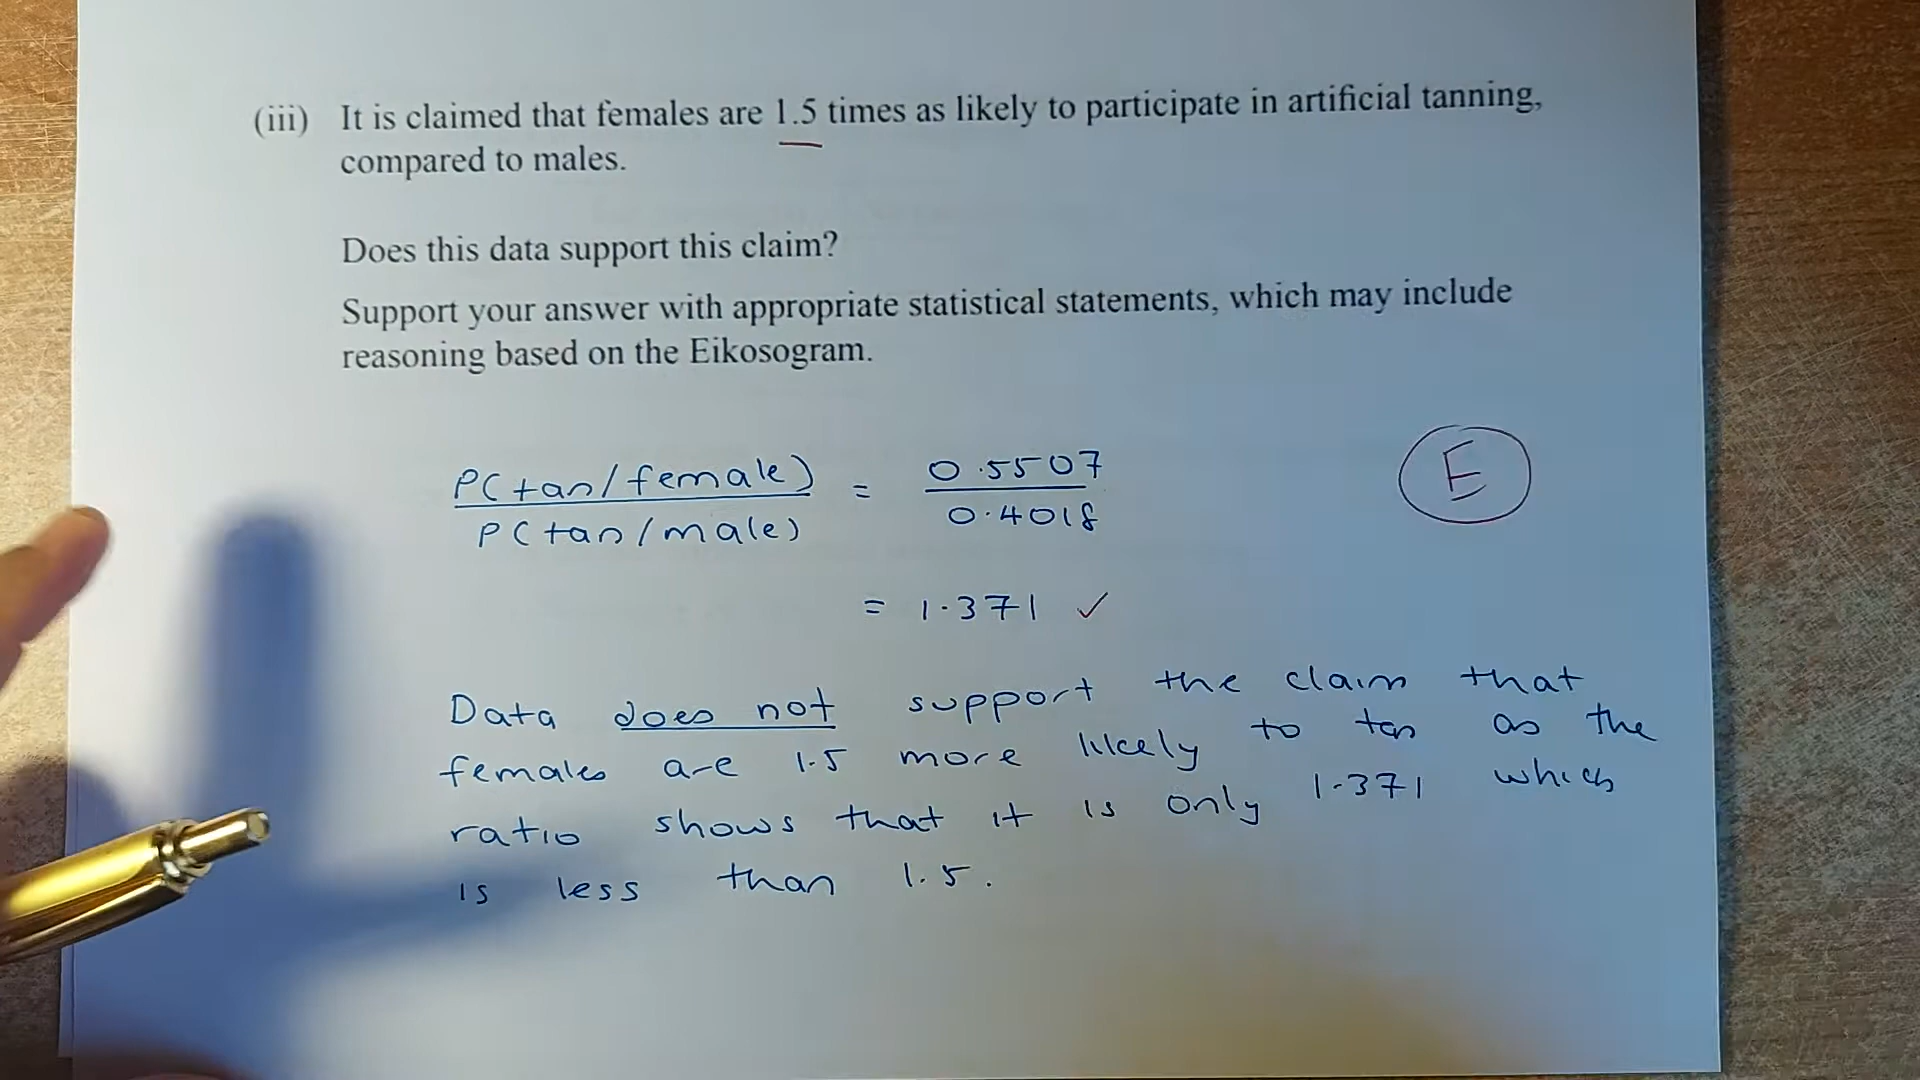 (iii) It is claimed that females are 1.5 times as likely to participate in artificial tanning,
compared to males.
Does this data support this claim?
Support your answer with appropriate statistical statements, which may include
reasoning based on the Eikosogram.
P(tan/female) = 0.5507
P(tan/male) 0.4018
E
= 1.371 ✓
Data does not support the claim that
females are 1.5 more likely to tan as the
ratio shows that it is only 1.371 which
is less than 1.5.